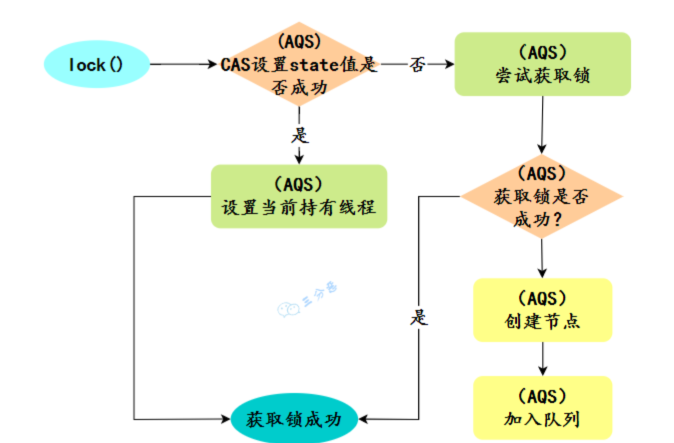 lock()
(AQS)
CAS设置state值是
否成功
否
(AQS)
尝试获取锁
是
(AQS)
设置当前持有线程
(AQS)
获取锁是否
成功?
三分恶
是
(AQS)
创建节点
获取锁成功
(AQS)
加入队列